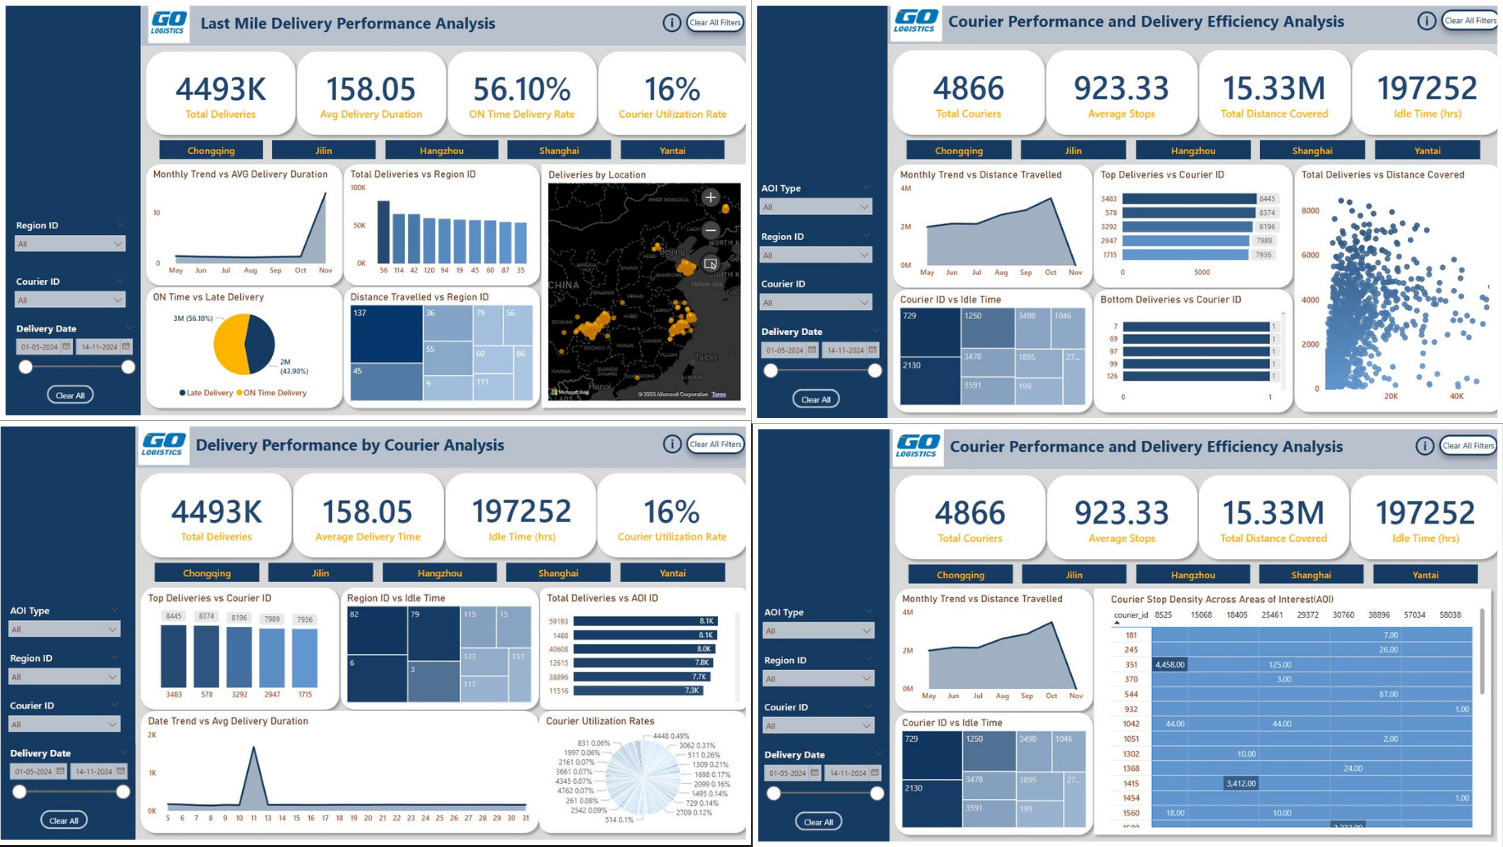 GO
LOGISTICS
Last Mile Delivery Performance Analysis
i
Clear All Filters
4493K
Total Deliveries
158.05
Avg Delivery Duration
56.10%
ON Time Delivery Rate
16%
Courier Utilization Rate
Chongqing
Jilin
Hangzhou
Shanghai
Yantai
Region ID
All
Courier ID
All
Delivery Date
01-05-2024
14-11-2024
Clear All
Monthly Trend vs AVG Delivery Duration
10
0
May Jun Jul Aug Sep Oct Nov
Total Deliveries vs Region ID
100K
50K
0K
56 114 42 120 94 19 45 60 87 35
Deliveries by Location
INNER MONGOLIA
Beijing
CHINA
Taipei
TAIWAN
Hanoi
Microsoft Bing
© 2025 Microsoft Corporation Terms
ON Time vs Late Delivery
3M (56.10%)
2M
(43.90%)
Late Delivery ON Time Delivery
Distance Travelled vs Region ID
137
45
36
55
9
79
56
60
86
111
GO
LOGISTICS
Courier Performance and Delivery Efficiency Analysis
i
Clear All Filters
4866
Total Couriers
923.33
Average Stops
15.33M
Total Distance Covered
197252
Idle Time (hrs)
Chongqing
Jilin
Hangzhou
Shanghai
Yantai
AOI Type
All
Region ID
All
Courier ID
All
Delivery Date
01-05-2024
14-11-2024
Clear All
Monthly Trend vs Distance Travelled
4M
2M
0M
May Jun Jul Aug Sep Oct Nov
Top Deliveries vs Courier ID
3483 8445
578 8374
3292 8196
2947 7989
1715 7936
0 5000
Total Deliveries vs Distance Covered
8000
6000
4000
2000
0
20K 40K
Courier ID vs Idle Time
729
2130
1250
3478
3591
3498
1046
1895
27...
199
Bottom Deliveries vs Courier ID
7 1
69 1
97 1
99 1
126 1
0 1
GO
LOGISTICS
Delivery Performance by Courier Analysis
i
Clear All Filters
4493K
Total Deliveries
158.05
Average Delivery Time
197252
Idle Time (hrs)
16%
Courier Utilization Rate
Chongqing
Jilin
Hangzhou
Shanghai
Yantai
AOI Type
All
Region ID
All
Courier ID
All
Delivery Date
01-05-2024
14-11-2024
Clear All
Top Deliveries vs Courier ID
8445 8374 8196 7989 7936
3483 578 3292 2947 1715
Region ID vs Idle Time
82
6
79
3
115
15
123
151
117
Total Deliveries vs AOI ID
59193 8.1K
1488 8.1K
40608 8.0K
12615 7.8K
38896 7.7K
11516 7.3K
Date Trend vs Avg Delivery Duration
2K
1K
0K
5 6 7 8 9 10 11 13 14 15 16 17 18 19 20 21 22 23 24 25 26 27 28 29 30 31
Courier Utilization Rates
831 0.06%
1997 0.06%
2161 0.07%
3661 0.07%
4345 0.07%
4762 0.07%
261 0.08%
2542 0.09%
514 0.1%
4448 0.49%
3062 0.31%
511 0.26%
1309 0.21%
1698 0.17%
2099 0.16%
1495 0.14%
729 0.14%
2709 0.12%
GO
LOGISTICS
Courier Performance and Delivery Efficiency Analysis
i
Clear All Filters
4866
Total Couriers
923.33
Average Stops
15.33M
Total Distance Covered
197252
Idle Time (hrs)
Chongqing
Jilin
Hangzhou
Shanghai
Yantai
AOI Type
All
Region ID
All
Courier ID
All
Delivery Date
01-05-2024
14-11-2024
Clear All
Monthly Trend vs Distance Travelled
4M
2M
0M
May Jun Jul Aug Sep Oct Nov
Courier ID vs Idle Time
729
2130
1250
3478
3591
3498
1046
1895
27...
199
Courier Stop Density Across Areas of Interest(AOI)
courier_id 8525 15068 18405 25461 29372 30760 38896 57034 58038
181 7.00
245 26.00
351 4,458.00 125.00
370 3.00
544 87.00
932 1.00
1042 44.00 44.00
1051 2.00
1302 10.00
1368 24.00
1415 3,412.00
1454 1.00
1560 18.00 10.00